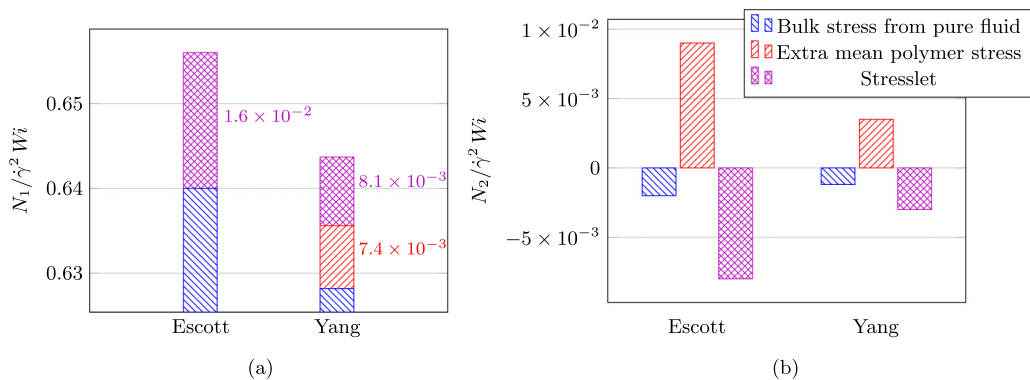 N₁/γ̇² Wi
0.65
0.64
0.63
1.6 × 10⁻²
8.1 × 10⁻³
7.4 × 10⁻³
Escott
Yang
(a)
N₂/γ̇² Wi
1 × 10⁻²
5 × 10⁻³
0
−5 × 10⁻³
Bulk stress from pure fluid
Extra mean polymer stress
Stresslet
Escott
Yang
(b)